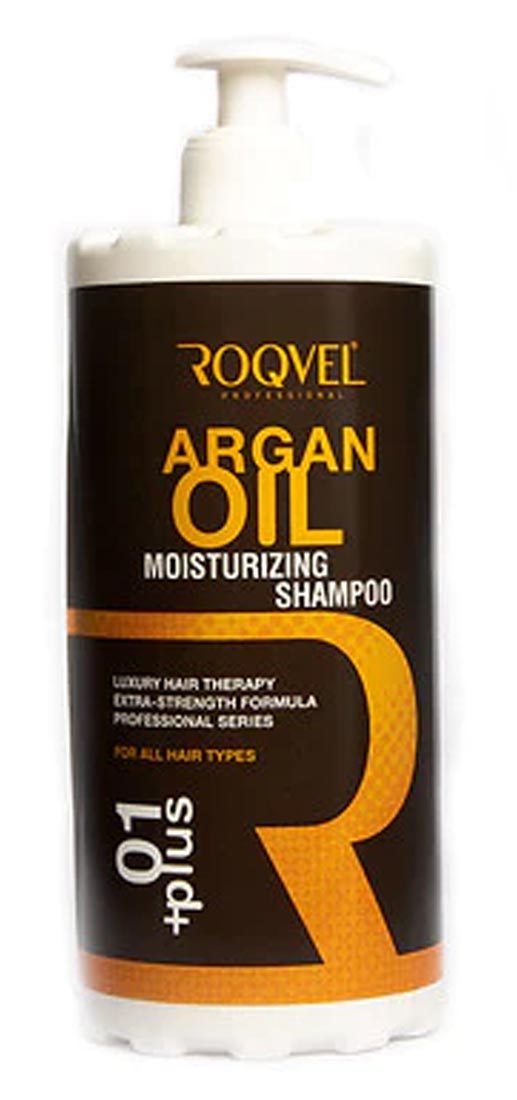 ROQVEL®
PROFESSIONAL
ARGAN
OIL
MOISTURIZING
SHAMPOO
LUXURY HAIR THERAPY
EXTRA-STRENGTH FORMULA
PROFESSIONAL SERIES
FOR ALL HAIR TYPES
01
+plus